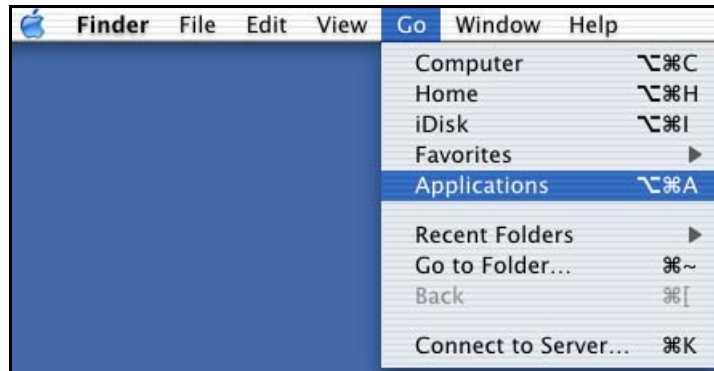 Finder File Edit View Go Window Help
Computer ⌥⌘C
Home ⌥⌘H
iDisk ⌥⌘I
Favorites ▶
Applications ⌥⌘A
Recent Folders ▶
Go to Folder... ⌘~
Back ⌘[
Connect to Server... ⌘K